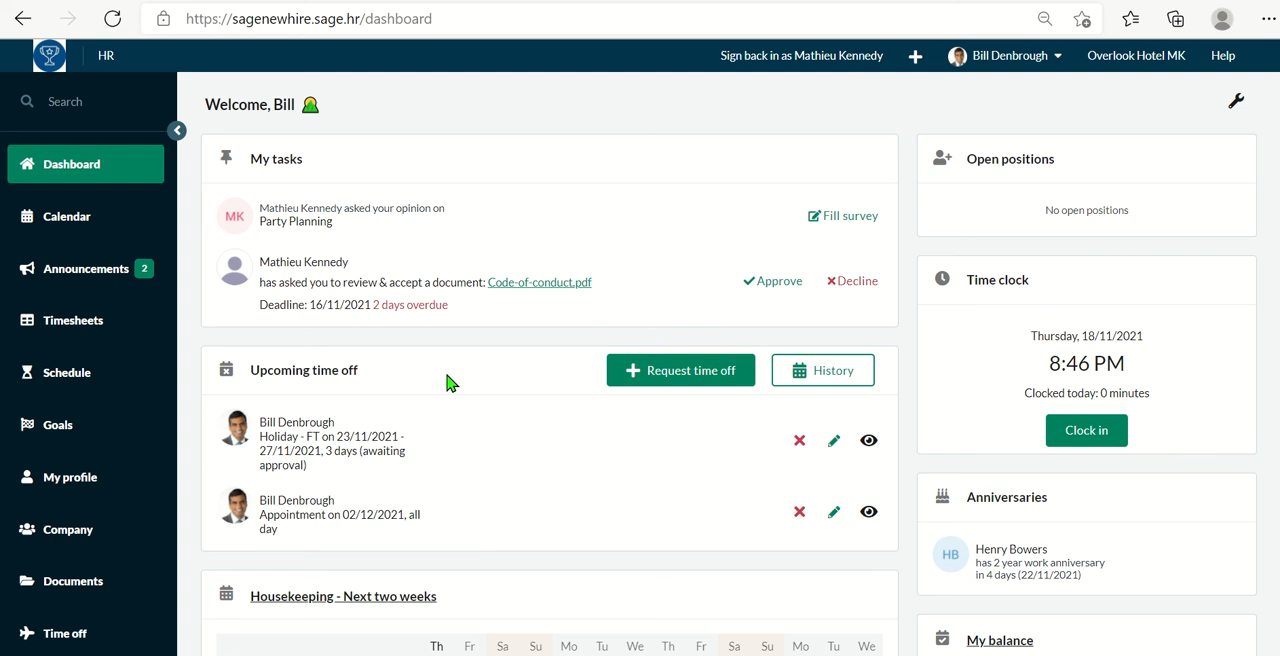 https://sagenewhire.sage.hr/dashboard
HR
Sign back in as Mathieu Kennedy
Bill Denbrough
Overlook Hotel MK
Help
Search
Dashboard
Calendar
Announcements 2
Timesheets
Schedule
Goals
My profile
Company
Documents
Time off
Welcome, Bill
My tasks
MK
Mathieu Kennedy asked your opinion on
Party Planning
Fill survey
Mathieu Kennedy
has asked you to review & accept a document: Code-of-conduct.pdf
Deadline: 16/11/2021 2 days overdue
Approve
Decline
Upcoming time off
Request time off
History
Bill Denbrough
Holiday - FT on 23/11/2021 -
27/11/2021, 3 days (awaiting
approval)
Bill Denbrough
Appointment on 02/12/2021, all
day
Housekeeping - Next two weeks
Th Fr Sa Su Mo Tu We Th Fr Sa Su Mo Tu We
Open positions
No open positions
Time clock
Thursday, 18/11/2021
8:46 PM
Clocked today: 0 minutes
Clock in
Anniversaries
HB
Henry Bowers
has 2 year work anniversary
in 4 days (22/11/2021)
My balance